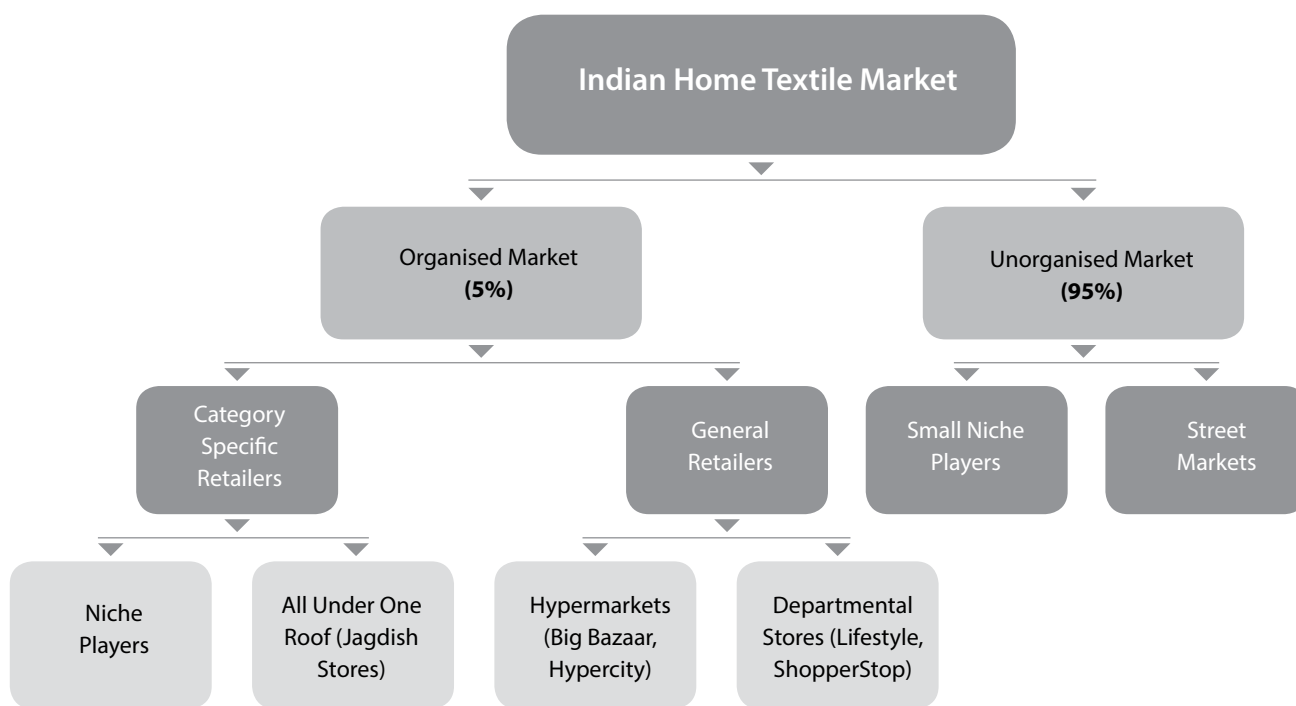 Indian Home Textile Market
Organised Market
(5%)
Unorganised Market
(95%)
Category
Specific
Retailers
General
Retailers
Small Niche
Players
Street
Markets
Niche
Players
All Under One
Roof (Jagdish
Stores)
Hypermarkets
(Big Bazaar,
Hypercity)
Departmental
Stores (Lifestyle,
ShopperStop)